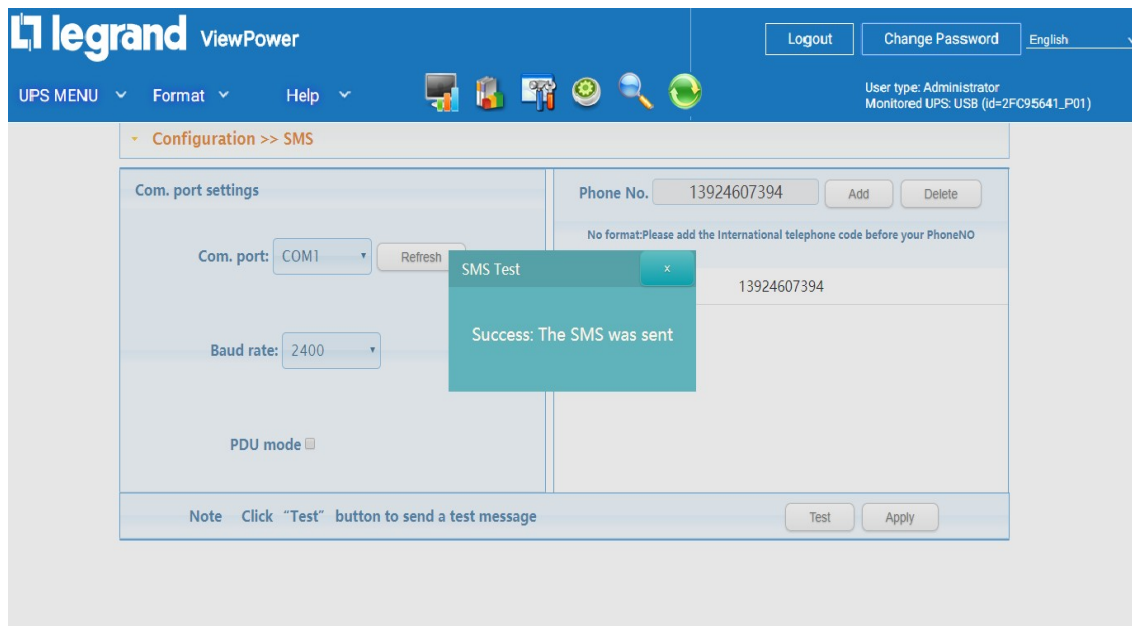 legrand ViewPower
Logout
Change Password
English
UPS MENU
Format
Help
User type: Administrator
Monitored UPS: USB (id=2FC95641_P01)
Configuration >> SMS
Com. port settings
Com. port: COM1
Refresh
Baud rate: 2400
PDU mode
Phone No. 13924607394
Add
Delete
No format:Please add the International telephone code before your PhoneNO
13924607394
SMS Test
x
Success: The SMS was sent
Note Click "Test" button to send a test message
Test
Apply